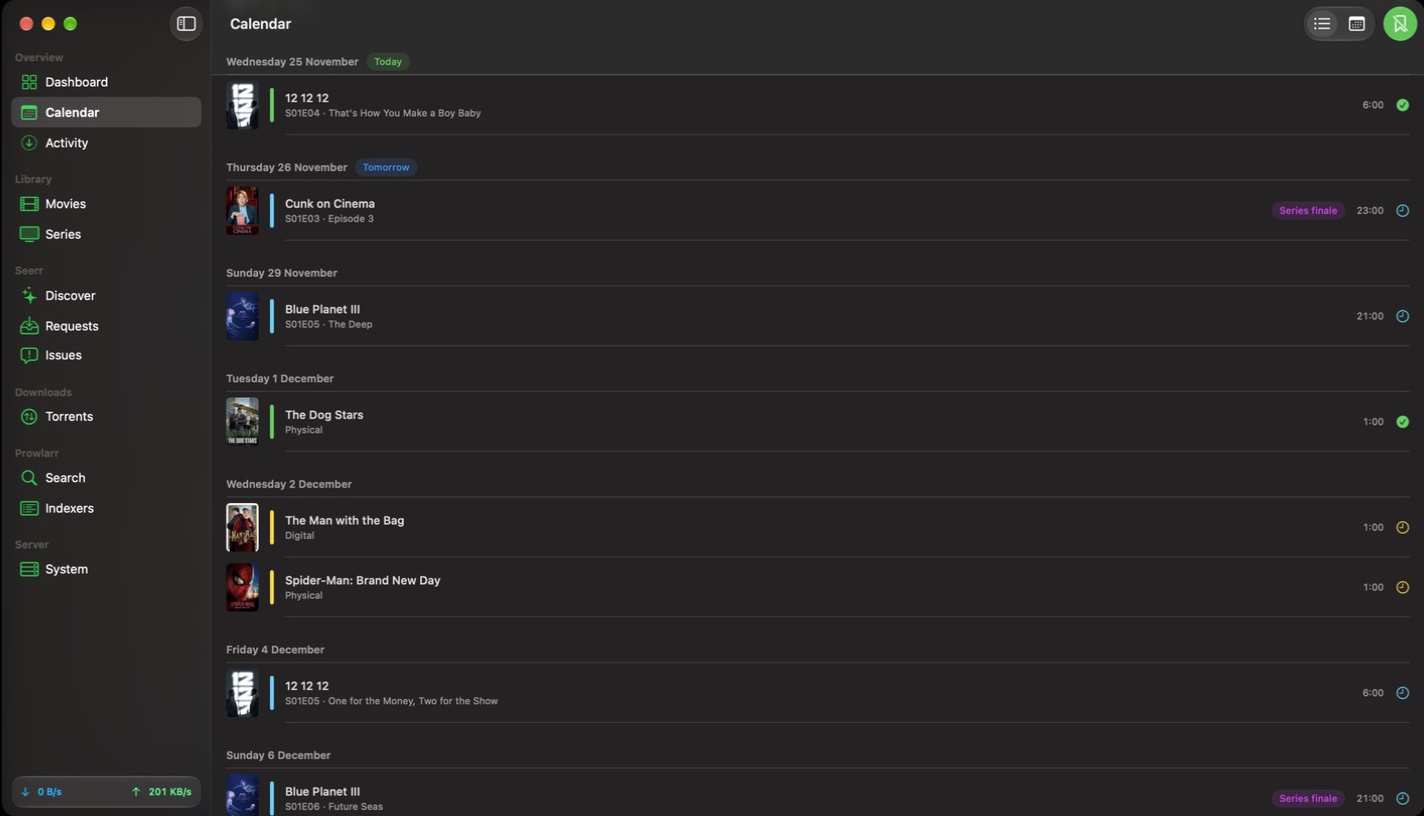 Calendar
Overview
Dashboard
Calendar
Activity
Library
Movies
Series
Seerr
Discover
Requests
Issues
Downloads
Torrents
Prowlarr
Search
Indexers
Server
System
0 B/s
201 KB/s
Wednesday 25 November Today
12 12 12
S01E04 · That's How You Make a Boy Baby
6:00
Thursday 26 November Tomorrow
Cunk on Cinema
S01E03 · Episode 3
Series finale 23:00
Sunday 29 November
Blue Planet III
S01E05 · The Deep
21:00
Tuesday 1 December
THE DOG STARS
The Dog Stars
Physical
1:00
Wednesday 2 December
The Man with the Bag
Digital
1:00
Spider-Man: Brand New Day
Physical
1:00
Friday 4 December
12 12 12
S01E05 · One for the Money, Two for the Show
6:00
Sunday 6 December
Blue Planet III
S01E06 · Future Seas
Series finale 21:00